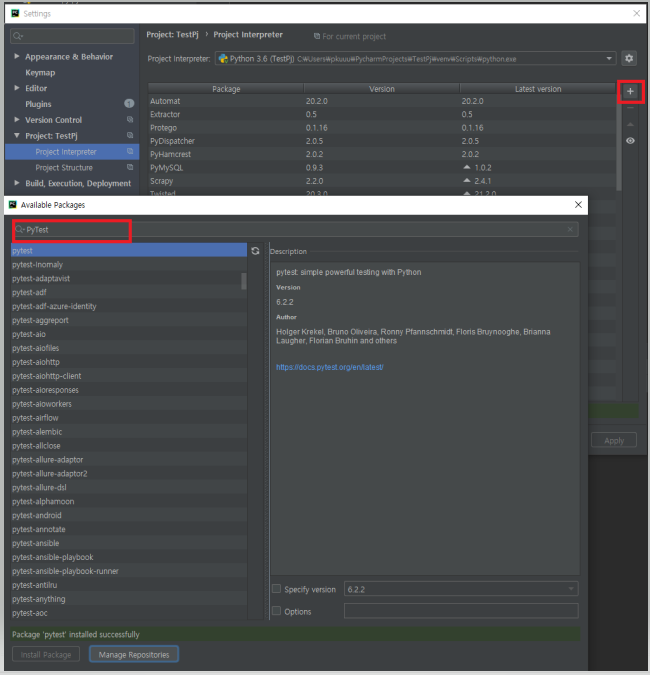 Settings
Project: TestPj > Project Interpreter For current project
Appearance & Behavior
Keymap
Editor
Plugins 1
Version Control
Project: TestPj
Project Interpreter
Project Structure
Build, Execution, Deployment
Project Interpreter: Python 3.6 (TestPj) C:₩Users₩pkuuu₩PycharmProjects₩TestPj₩venv₩Scripts₩python.exe
Package Version Latest version
Automat 20.2.0 20.2.0
Extractor 0.5 0.5
Protego 0.1.16 0.1.16
PyDispatcher 2.0.5 2.0.5
PyHamcrest 2.0.2 2.0.2
PyMySQL 0.9.3 1.0.2
Scrapy 2.2.0 2.4.1
Twisted 20.3.0
Apply
Available Packages
PyTest
pytest
pytest-inomaly
pytest-adaptavist
pytest-adf
pytest-adf-azure-identity
pytest-aggreport
pytest-aio
pytest-aiofiles
pytest-aiohttp
pytest-aiohttp-client
pytest-aioresponses
pytest-aioworkers
pytest-airflow
pytest-alembic
pytest-allclose
pytest-allure-adaptor
pytest-allure-adaptor2
pytest-allure-dsl
pytest-alphamoon
pytest-android
pytest-annotate
pytest-ansible
pytest-ansible-playbook
pytest-ansible-playbook-runner
pytest-antilru
pytest-anything
pytest-aoc
Description
pytest: simple powerful testing with Python
Version
6.2.2
Author
Holger Krekel, Bruno Oliveira, Ronny Pfannschmidt, Floris Bruynooghe, Brianna
Laugher, Florian Bruhin and others
https://docs.pytest.org/en/latest/
Specify version 6.2.2
Options
Package 'pytest' installed successfully
Install Package Manage Repositories